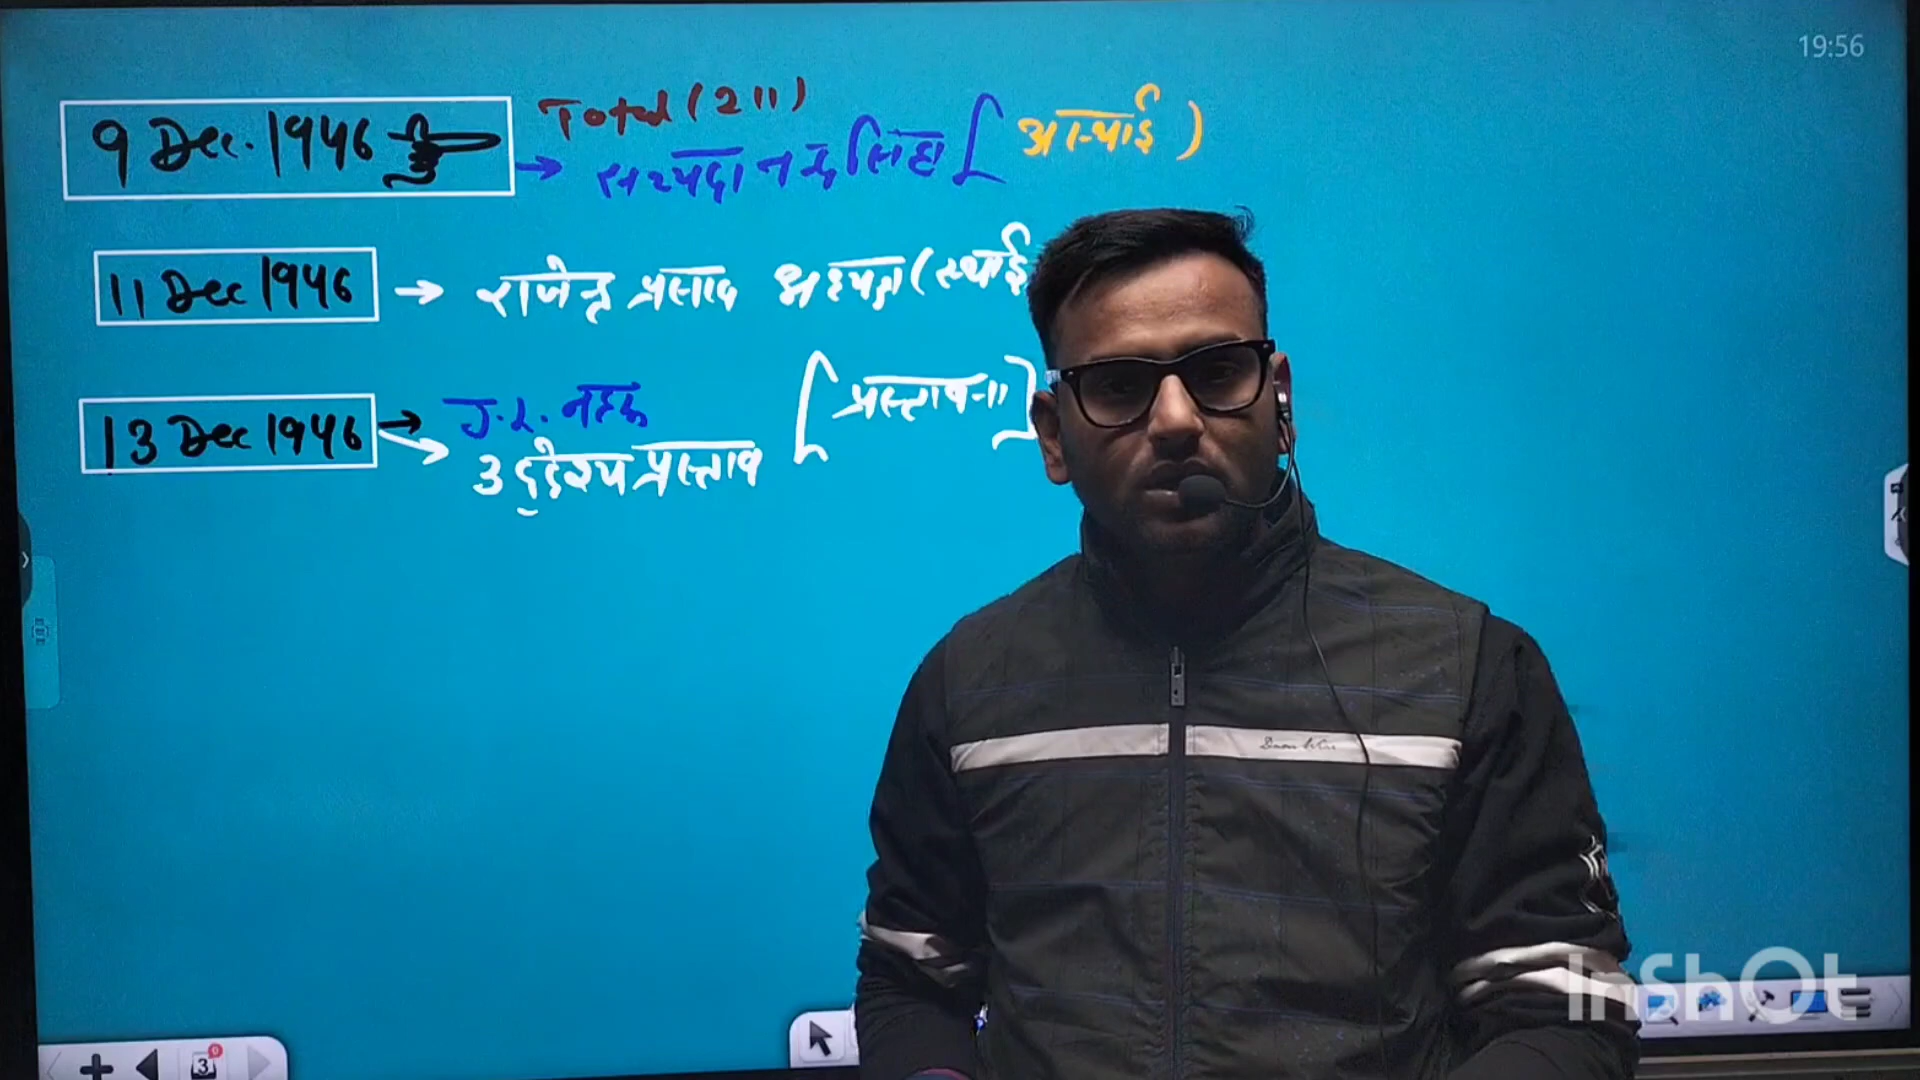 19:56
9 Dec. 1946
Total (211)
→ सच्चिदानन्द सिंहा [ अस्थाई )
11 Dec 1946 → राजेन्द्र प्रसाद अध्यक्ष (स्थाई
13 Dec 1946 → J.L. नेहरू
उद्देश्य प्रस्ताव [ प्रस्तावना ]
3
InShOt